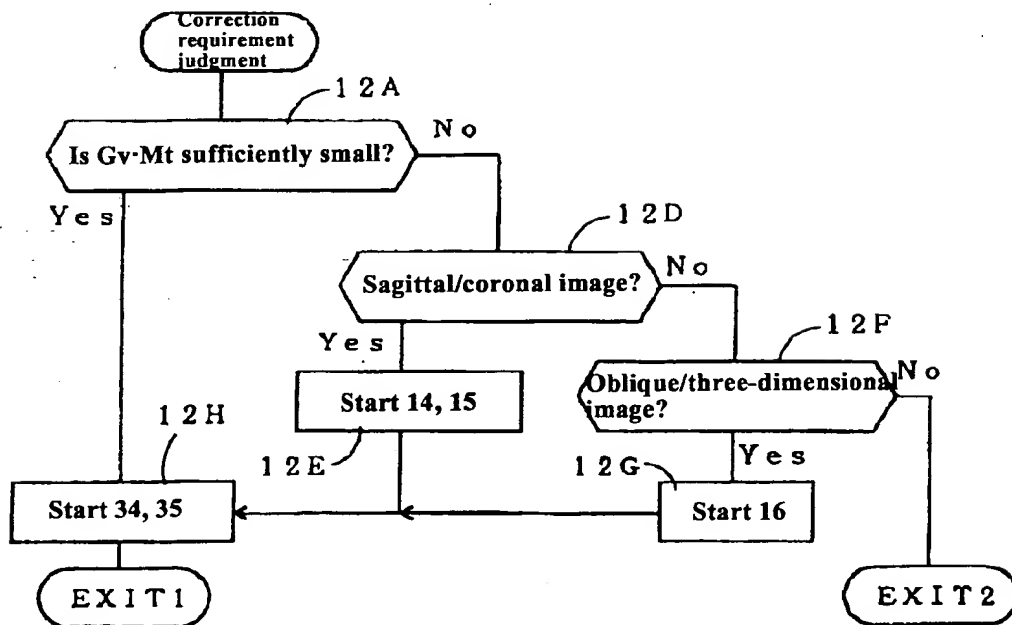 Correction
requirement
judgment
12A
Is Gv·Mt sufficiently small?
No
Yes
12D
Sagittal/coronal image?
No
Yes
12F
Oblique/three-dimensional
image?
No
Start 14, 15
12H
12E
12G
Yes
Start 34, 35
Start 16
EXIT1
EXIT2